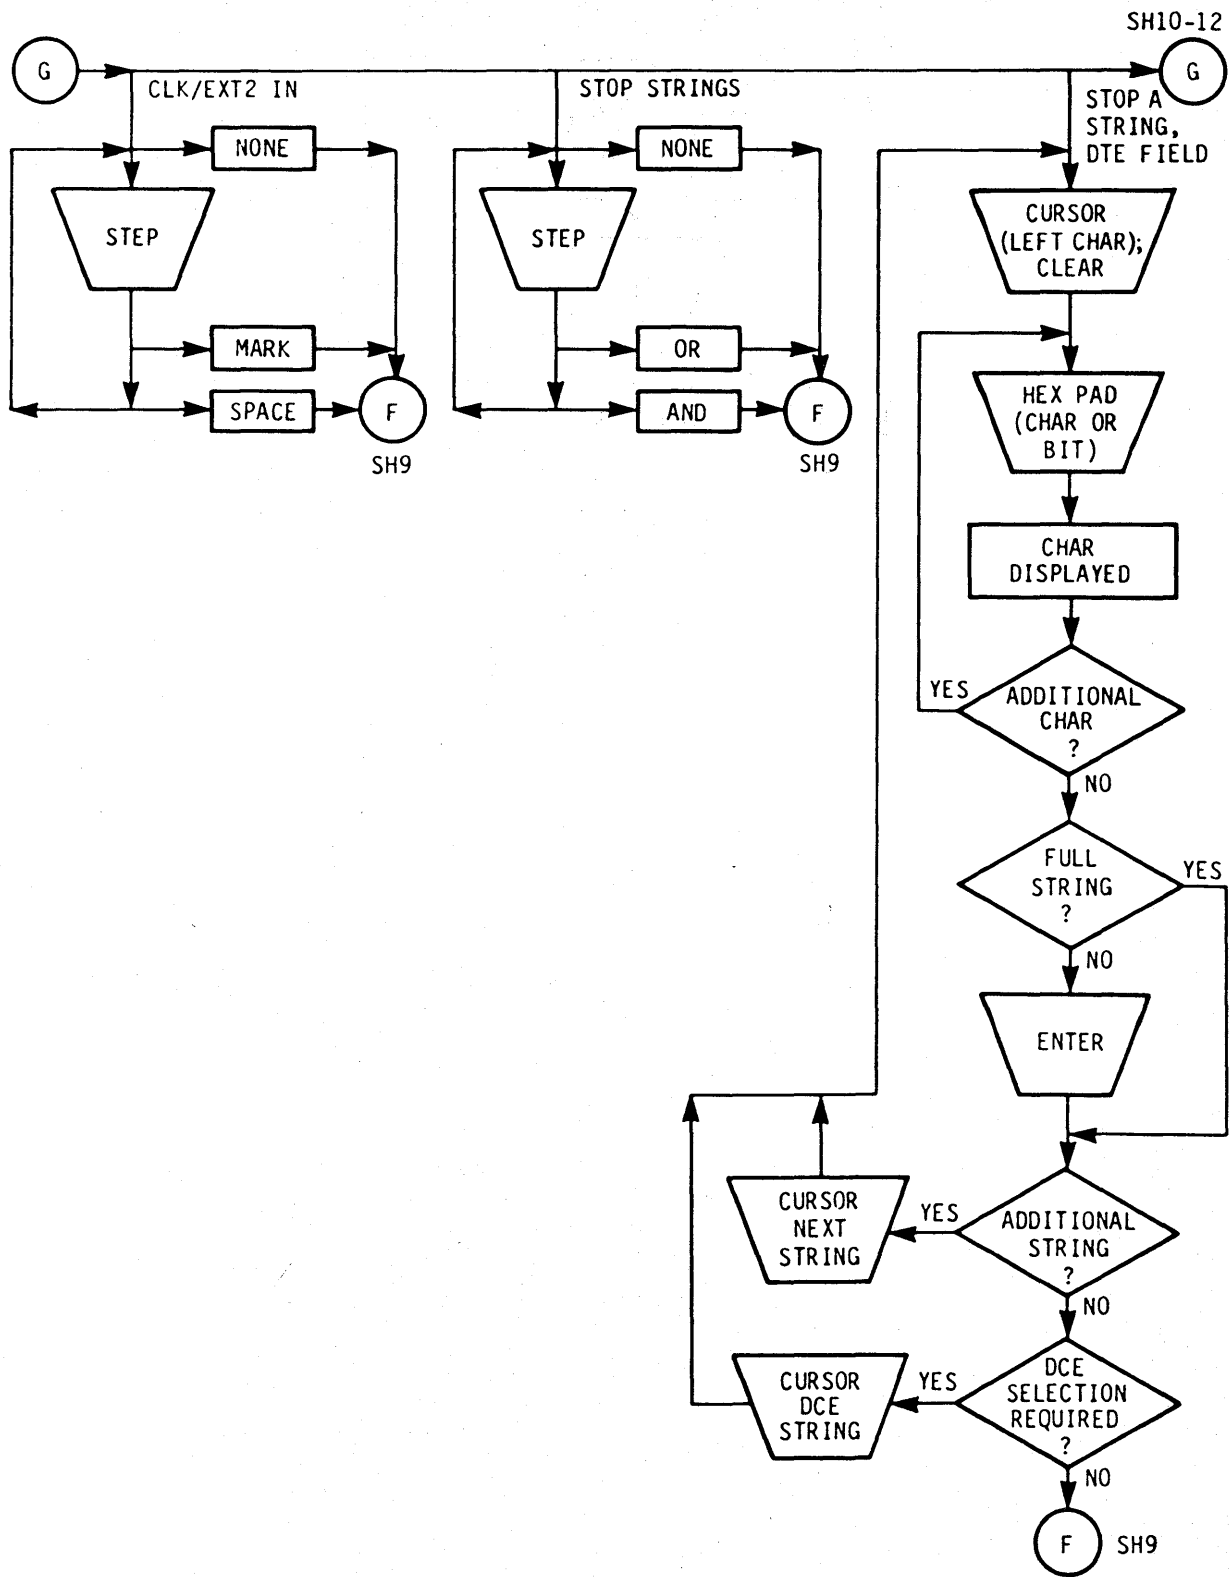 SH10-12
G
G
CLK/EXT2 IN
STOP STRINGS
STOP A
STRING,
DTE FIELD
NONE
NONE
STEP
STEP
CURSOR
(LEFT CHAR);
CLEAR
MARK
OR
SPACE
F
AND
F
SH9
SH9
HEX PAD
(CHAR OR
BIT)
CHAR
DISPLAYED
YES
ADDITIONAL
CHAR
?
NO
FULL
STRING
?
YES
NO
ENTER
CURSOR
NEXT
STRING
YES
ADDITIONAL
STRING
?
NO
CURSOR
DCE
STRING
YES
DCE
SELECTION
REQUIRED
?
NO
F
SH9